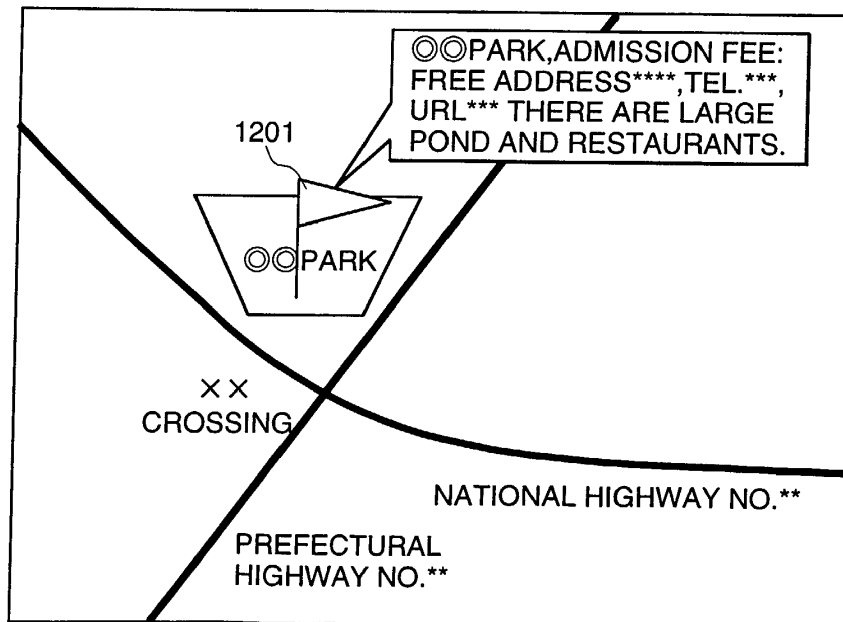 ◎◎PARK,ADMISSION FEE:
FREE ADDRESS****,TEL.***,
URL*** THERE ARE LARGE
POND AND RESTAURANTS.
1201
◎◎PARK
××
CROSSING
NATIONAL HIGHWAY NO.**
PREFECTURAL
HIGHWAY NO.**